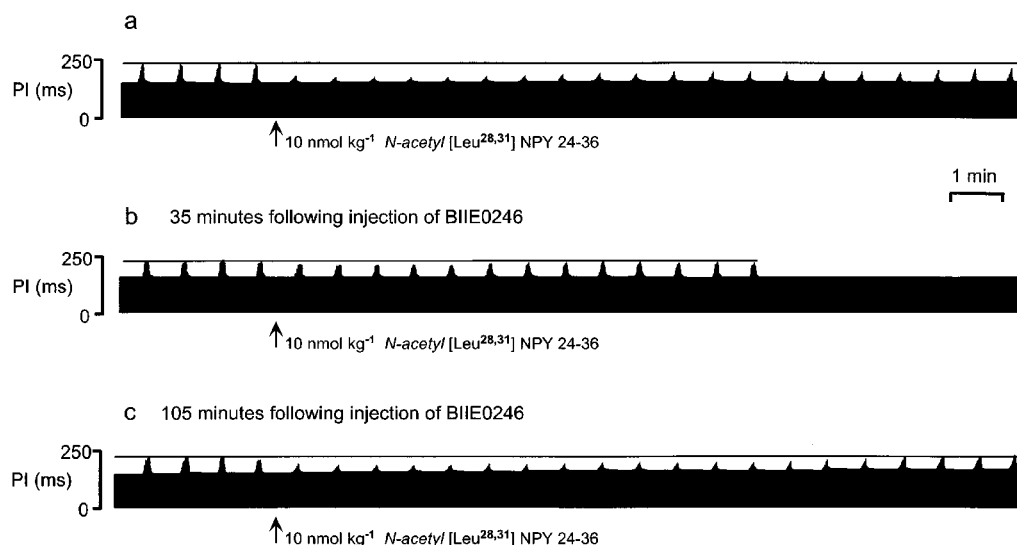 a
250
PI (ms)
0
10 nmol kg⁻¹ N-acetyl [Leu²⁸,³¹] NPY 24-36
1 min
b 35 minutes following injection of BIIE0246
250
PI (ms)
0
10 nmol kg⁻¹ N-acetyl [Leu²⁸,³¹] NPY 24-36
c 105 minutes following injection of BIIE0246
250
PI (ms)
0
10 nmol kg⁻¹ N-acetyl [Leu²⁸,³¹] NPY 24-36